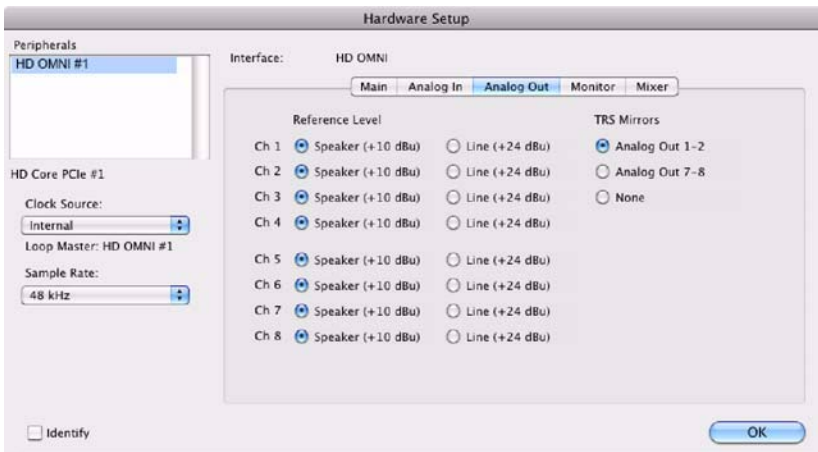 Hardware Setup
Peripherals
HD OMNI #1
HD Core PCIe #1
Clock Source:
Internal
Loop Master: HD OMNI #1
Sample Rate:
48 kHz
Identify
Interface: HD OMNI
Main Analog In Analog Out Monitor Mixer
Reference Level
Ch 1 Speaker (+10 dBu) Line (+24 dBu)
Ch 2 Speaker (+10 dBu) Line (+24 dBu)
Ch 3 Speaker (+10 dBu) Line (+24 dBu)
Ch 4 Speaker (+10 dBu) Line (+24 dBu)
Ch 5 Speaker (+10 dBu) Line (+24 dBu)
Ch 6 Speaker (+10 dBu) Line (+24 dBu)
Ch 7 Speaker (+10 dBu) Line (+24 dBu)
Ch 8 Speaker (+10 dBu) Line (+24 dBu)
TRS Mirrors
Analog Out 1-2
Analog Out 7-8
None
OK